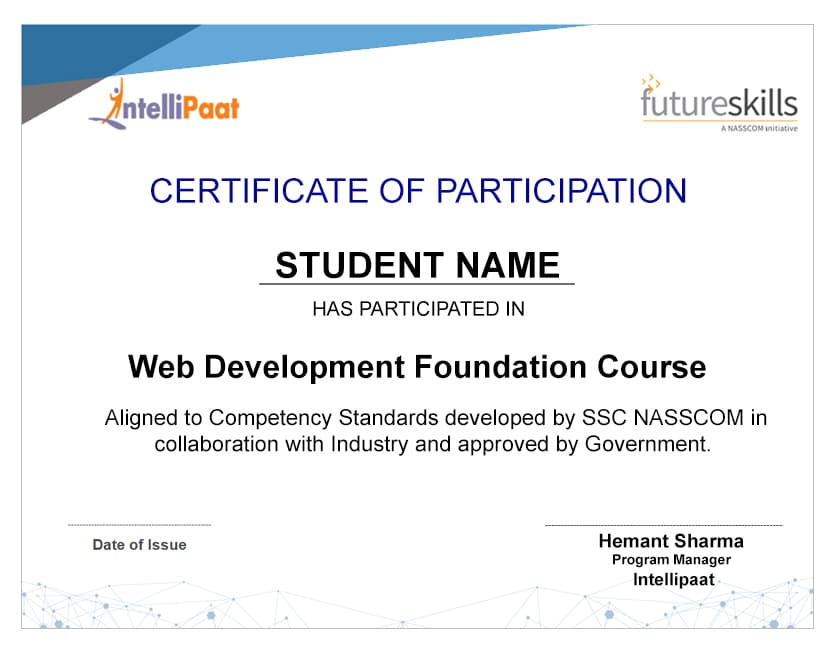 IntelliPaat
futureskills
A NASSCOM Initiative
CERTIFICATE OF PARTICIPATION
STUDENT NAME
HAS PARTICIPATED IN
Web Development Foundation Course
Aligned to Competency Standards developed by SSC NASSCOM in
collaboration with Industry and approved by Government.
Date of Issue
Hemant Sharma
Program Manager
Intellipaat